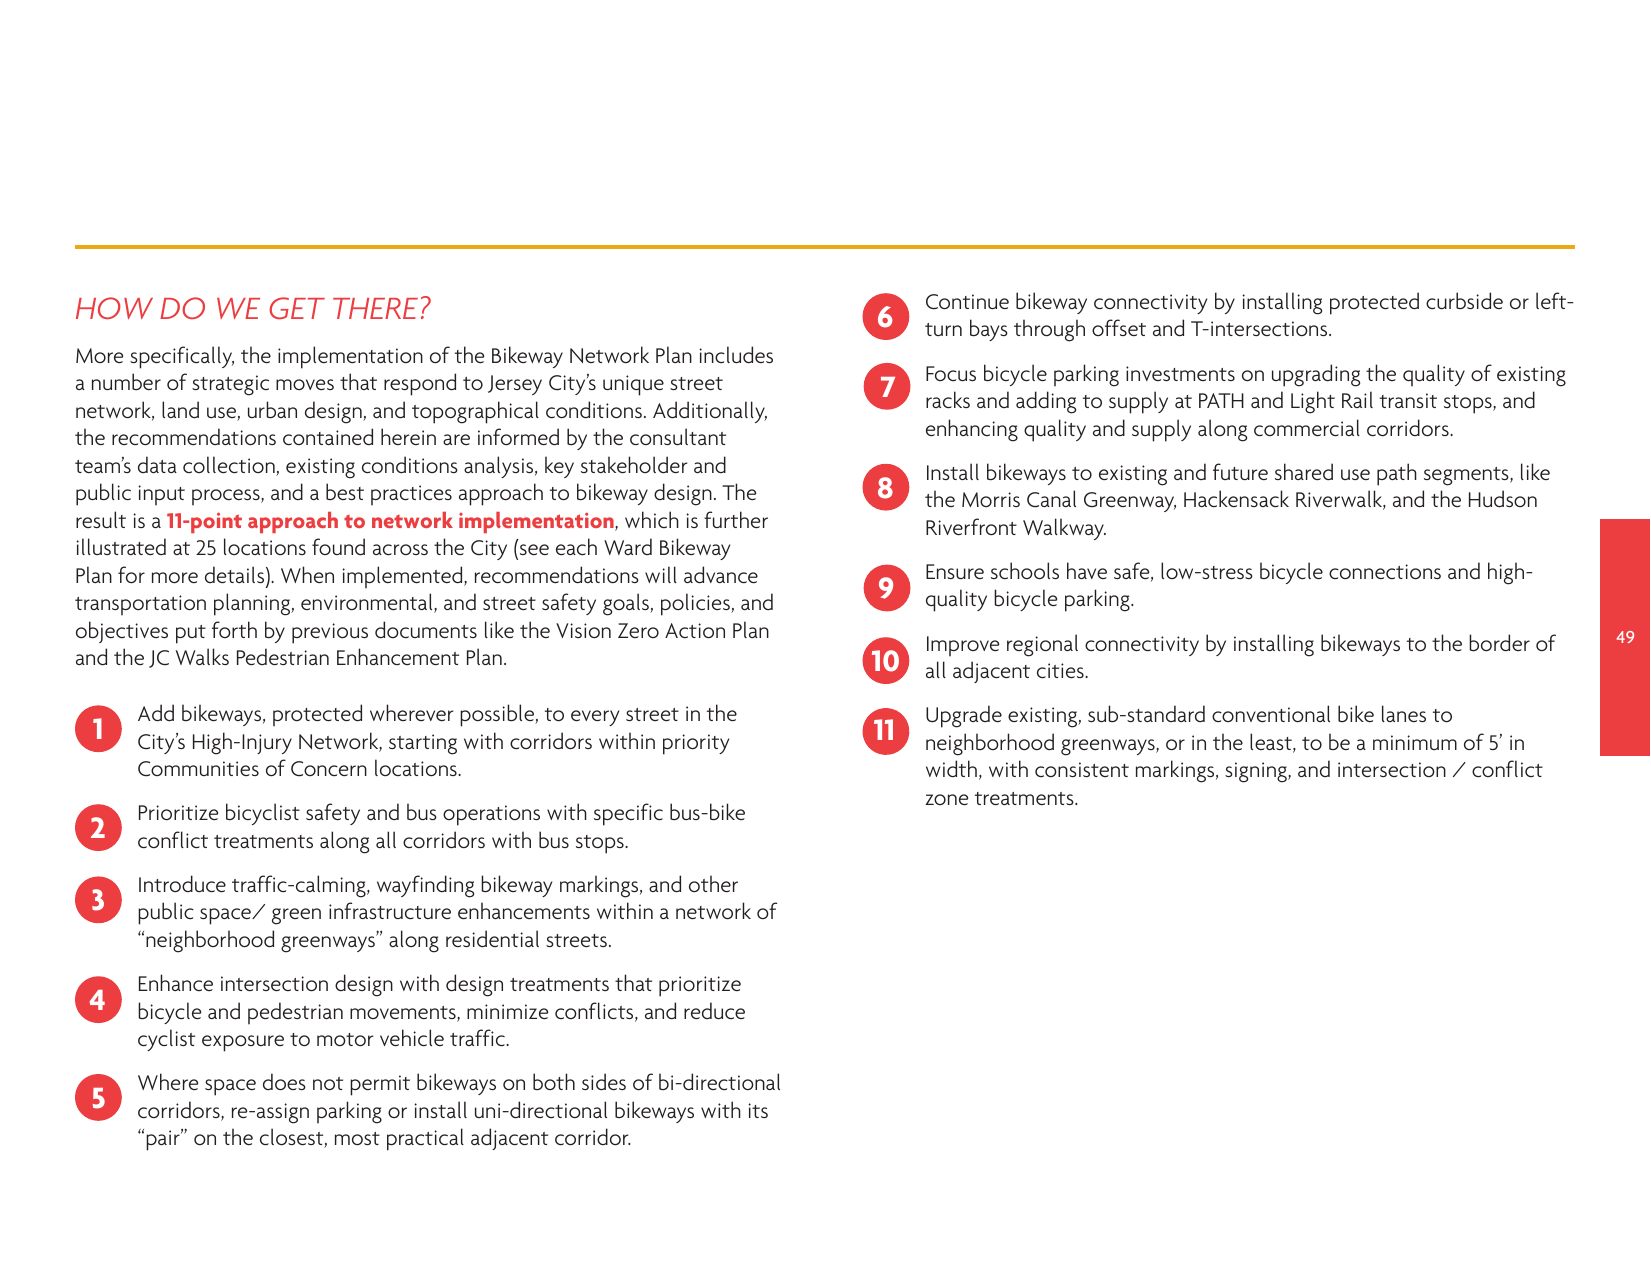 HOW DO WE GET THERE?
More specifically, the implementation of the Bikeway Network Plan includes
a number of strategic moves that respond to Jersey City’s unique street
network, land use, urban design, and topographical conditions. Additionally,
the recommendations contained herein are informed by the consultant
team’s data collection, existing conditions analysis, key stakeholder and
public input process, and a best practices approach to bikeway design. The
result is a 11-point approach to network implementation, which is further
illustrated at 25 locations found across the City (see each Ward Bikeway
Plan for more details). When implemented, recommendations will advance
transportation planning, environmental, and street safety goals, policies, and
objectives put forth by previous documents like the Vision Zero Action Plan
and the JC Walks Pedestrian Enhancement Plan.
1 Add bikeways, protected wherever possible, to every street in the
City’s High-Injury Network, starting with corridors within priority
Communities of Concern locations.
2 Prioritize bicyclist safety and bus operations with specific bus-bike
conflict treatments along all corridors with bus stops.
3 Introduce traffic-calming, wayfinding bikeway markings, and other
public space/ green infrastructure enhancements within a network of
“neighborhood greenways” along residential streets.
4 Enhance intersection design with design treatments that prioritize
bicycle and pedestrian movements, minimize conflicts, and reduce
cyclist exposure to motor vehicle traffic.
5 Where space does not permit bikeways on both sides of bi-directional
corridors, re-assign parking or install uni-directional bikeways with its
“pair” on the closest, most practical adjacent corridor.
6 Continue bikeway connectivity by installing protected curbside or left-
turn bays through offset and T-intersections.
7 Focus bicycle parking investments on upgrading the quality of existing
racks and adding to supply at PATH and Light Rail transit stops, and
enhancing quality and supply along commercial corridors.
8 Install bikeways to existing and future shared use path segments, like
the Morris Canal Greenway, Hackensack Riverwalk, and the Hudson
Riverfront Walkway.
9 Ensure schools have safe, low-stress bicycle connections and high-
quality bicycle parking.
10 Improve regional connectivity by installing bikeways to the border of
all adjacent cities.
11 Upgrade existing, sub-standard conventional bike lanes to
neighborhood greenways, or in the least, to be a minimum of 5’ in
width, with consistent markings, signing, and intersection / conflict
zone treatments.
49